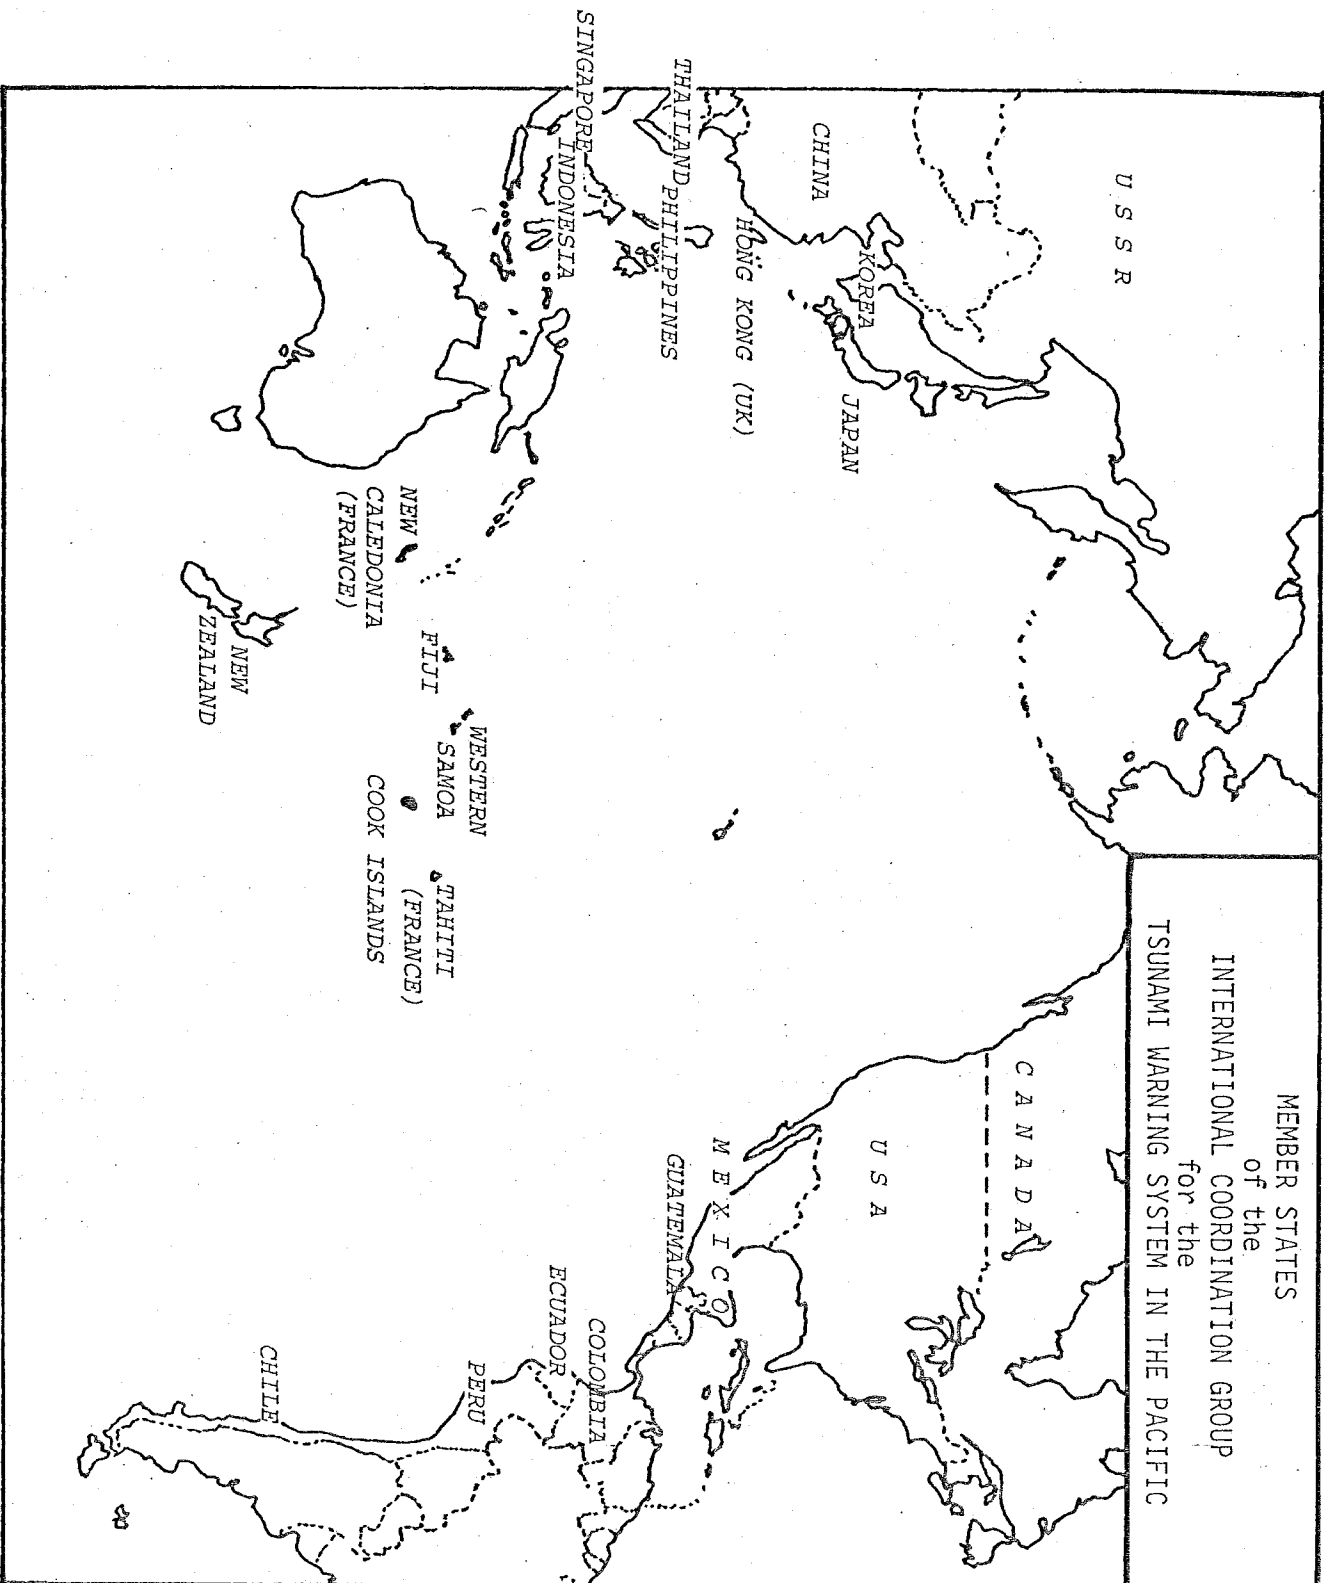 MEMBER STATES
of the
INTERNATIONAL COORDINATION GROUP
for the
TSUNAMI WARNING SYSTEM IN THE PACIFIC
U S S R
CHINA
KOREA
JAPAN
HONG KONG (UK)
THAILAND
PHILIPPINES
SINGAPORE
INDONESIA
NEW
CALEDONIA
(FRANCE)
FIJI
NEW
ZEALAND
WESTERN
SAMOA
COOK ISLANDS
TAHITI
(FRANCE)
C A N A D A
U S A
M E X I C O
GUATEMALA
ECUADOR
COLOMBIA
PERU
CHILE